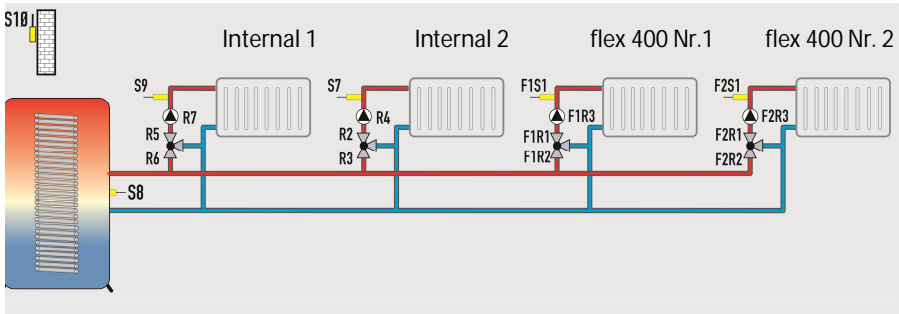 S10
Internal 1
Internal 2
flex 400 Nr.1
flex 400 Nr. 2
S9
S7
F1S1
F2S1
R7
R4
F1R3
F2R3
R5
R2
F1R1
F2R1
R6
R3
F1R2
F2R2
S8